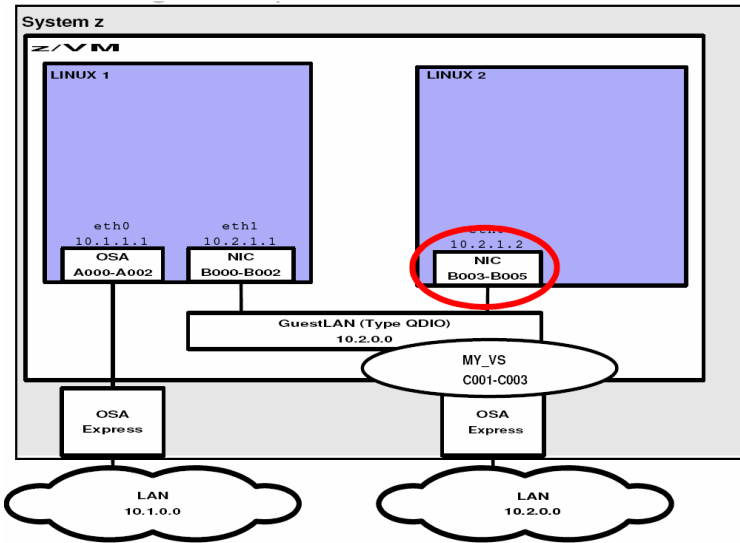 System z
z/VM
LINUX 1
LINUX 2
eth0
10.1.1.1
OSA
A000-A002
eth1
10.2.1.1
NIC
B000-B002
10.2.1.2
NIC
B003-B005
GuestLAN (Type QDIO)
10.2.0.0
MY_VS
C001-C003
OSA
Express
OSA
Express
LAN
10.1.0.0
LAN
10.2.0.0